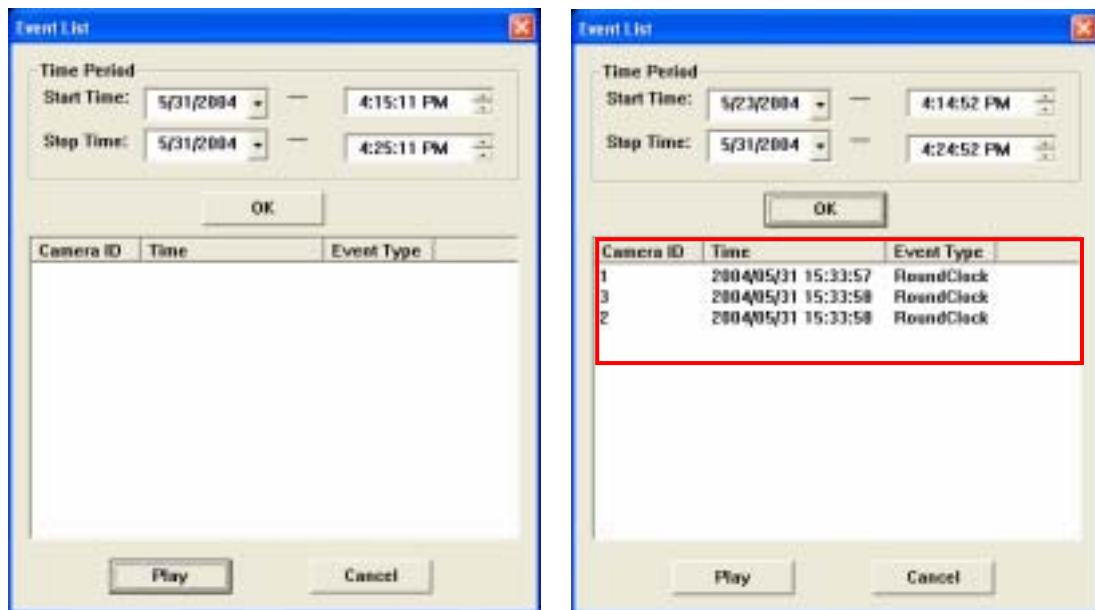 Event List
Time Period
Start Time: 5/31/2004 — 4:15:11 PM
Stop Time: 5/31/2004 — 4:25:11 PM
OK
Camera ID Time Event Type
Play Cancel
Event List
Time Period
Start Time: 5/23/2004 — 4:14:52 PM
Stop Time: 5/31/2004 — 4:24:52 PM
OK
Camera ID Time Event Type
1 2004/05/31 15:33:57 RoundClock
3 2004/05/31 15:33:58 RoundClock
2 2004/05/31 15:33:58 RoundClock
Play Cancel